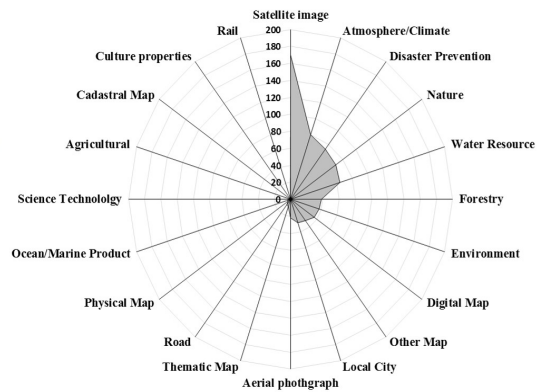 Satellite image
Rail
Atmosphere/Climate
Culture properties
Disaster Prevention
Cadastral Map
Nature
Agricultural
Water Resource
Science Technololgy
Forestry
Ocean/Marine Product
Environment
Physical Map
Digital Map
Road
Other Map
Thematic Map
Local City
Aerial phothgraph
200
180
160
140
120
100
80
60
40
20
0